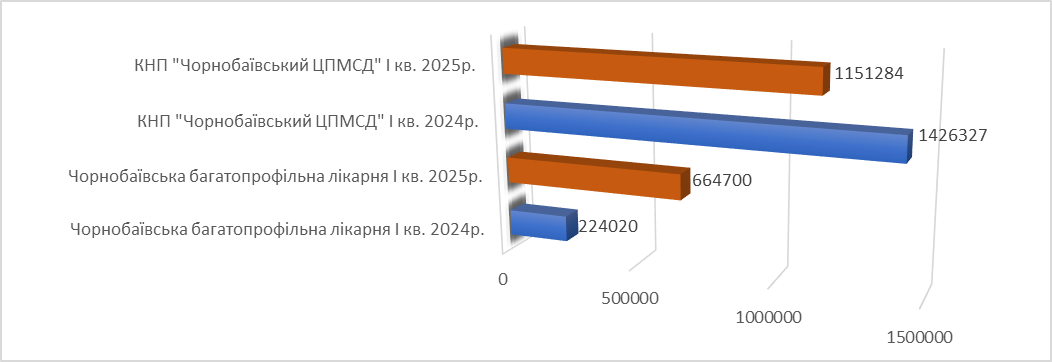 КНП "Чорнобаївський ЦПМСД" І кв. 2025р.
1151284
КНП "Чорнобаївський ЦПМСД" І кв. 2024р.
1426327
Чорнобаївська багатопрофільна лікарня І кв. 2025р.
664700
Чорнобаївська багатопрофільна лікарня І кв. 2024р.
224020
0
500000
1000000
1500000